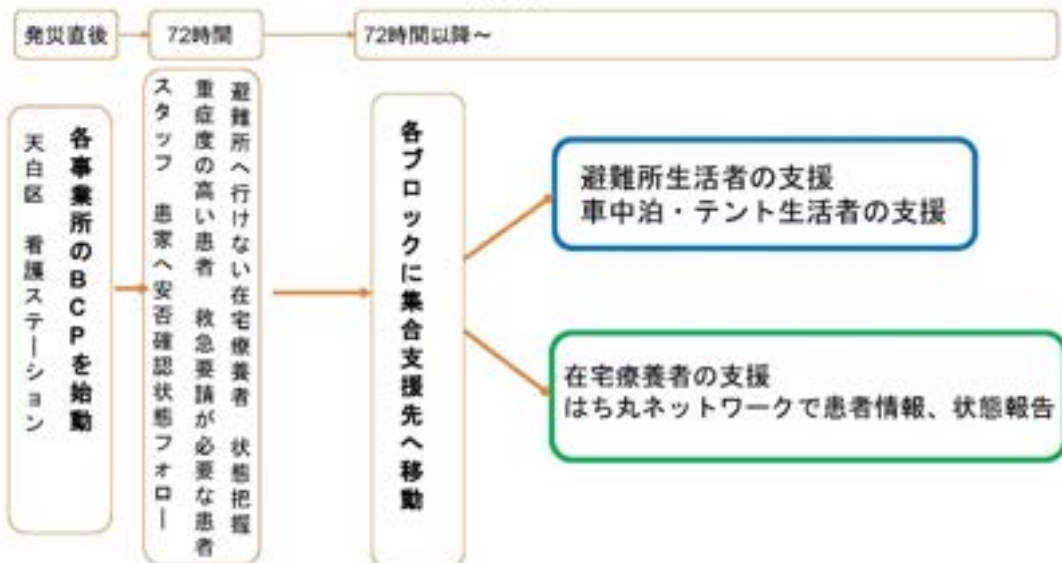 発災直後
72時間
72時間以降～
各事業所のBCPを始動
天白区　看護ステーション
避難所へ行けない在宅療養者　状態把握
重症度の高い患者　救急要請が必要な患者
スタッフ　患家へ安否確認状態フォロー
各ブロックに集合支援先へ移動
避難所生活者の支援
車中泊・テント生活者の支援
在宅療養者の支援
はち丸ネットワークで患者情報、状態報告